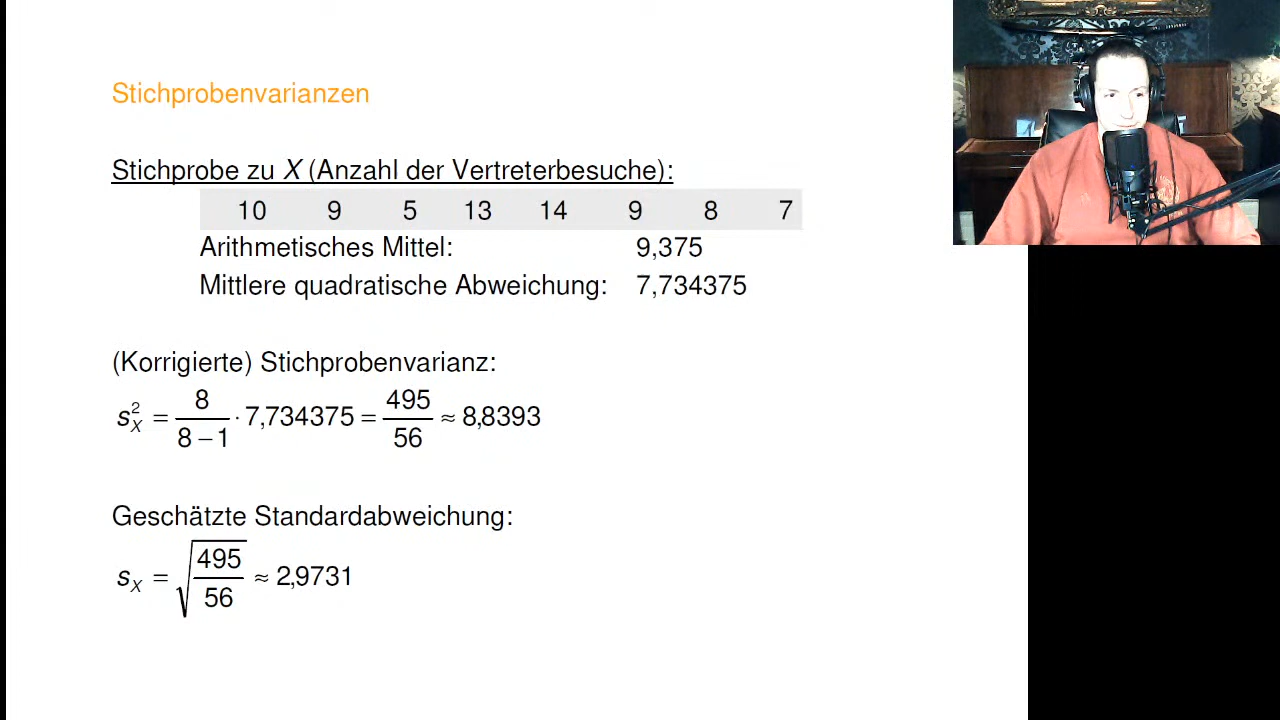 Stichprobenvarianzen
Stichprobe zu X (Anzahl der Vertreterbesuche):
10 9 5 13 14 9 8 7
Arithmetisches Mittel: 9,375
Mittlere quadratische Abweichung: 7,734375
(Korrigierte) Stichprobenvarianz:
s²_X = 8/(8−1) · 7,734375 = 495/56 ≈ 8,8393
Geschätzte Standardabweichung:
s_X = √(495/56) ≈ 2,9731